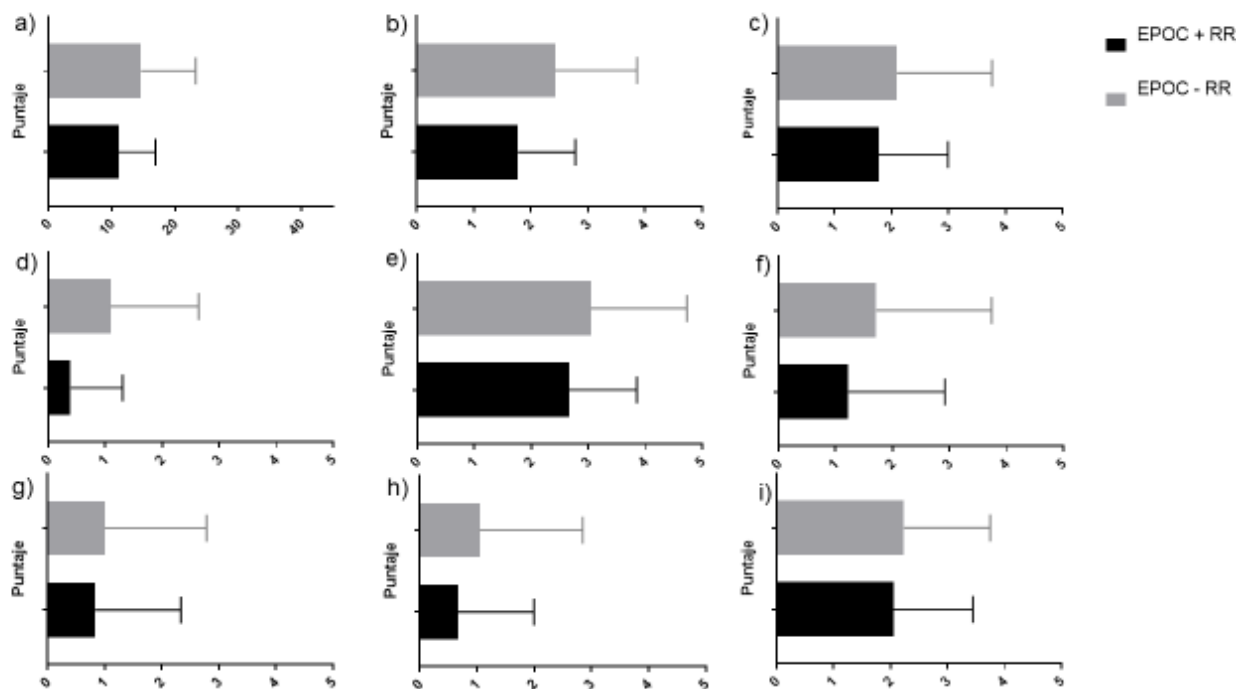 a)
Puntaje
0 10 20 30 40
b)
Puntaje
0 1 2 3 4 5
c)
Puntaje
0 1 2 3 4 5
EPOC + RR
EPOC - RR
d)
Puntaje
0 1 2 3 4 5
e)
Puntaje
0 1 2 3 4 5
f)
Puntaje
0 1 2 3 4 5
g)
Puntaje
0 1 2 3 4 5
h)
Puntaje
0 1 2 3 4 5
i)
Puntaje
0 1 2 3 4 5